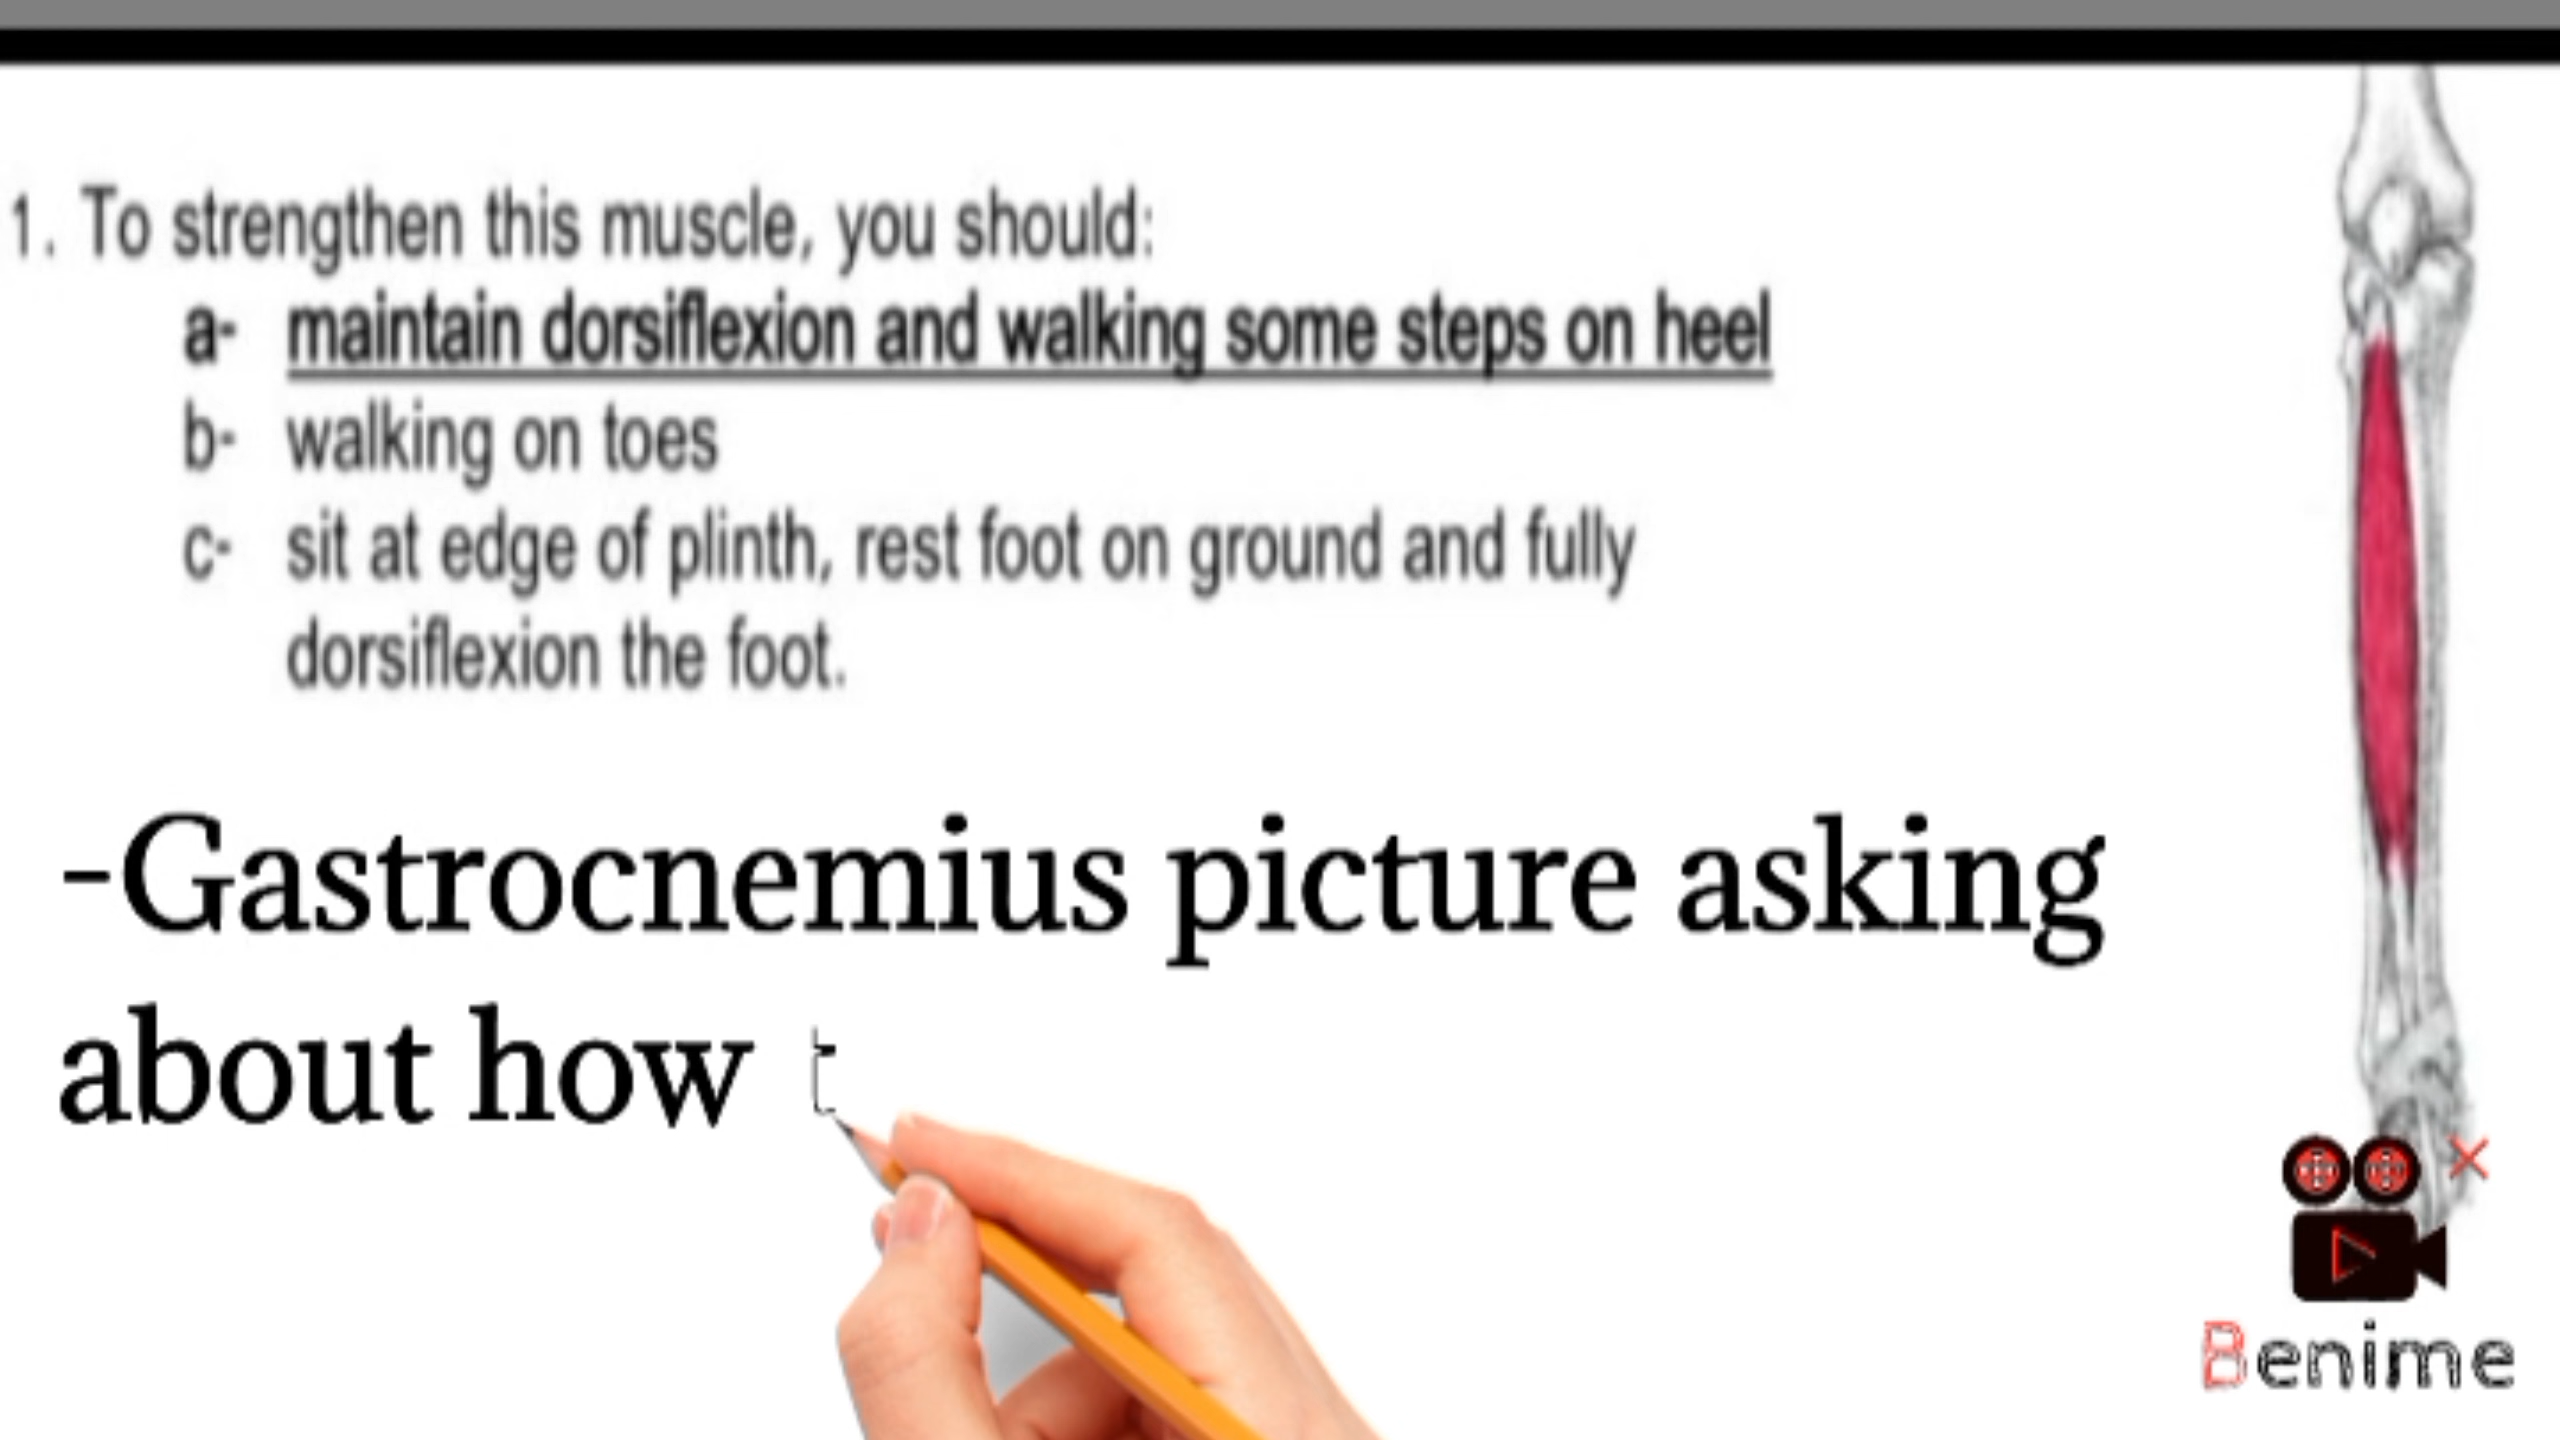 1. To strengthen this muscle, you should:
a- maintain dorsiflexion and walking some steps on heel
b- walking on toes
c- sit at edge of plinth, rest foot on ground and fully
dorsiflexion the foot.
-Gastrocnemius picture asking
about how t
Benime